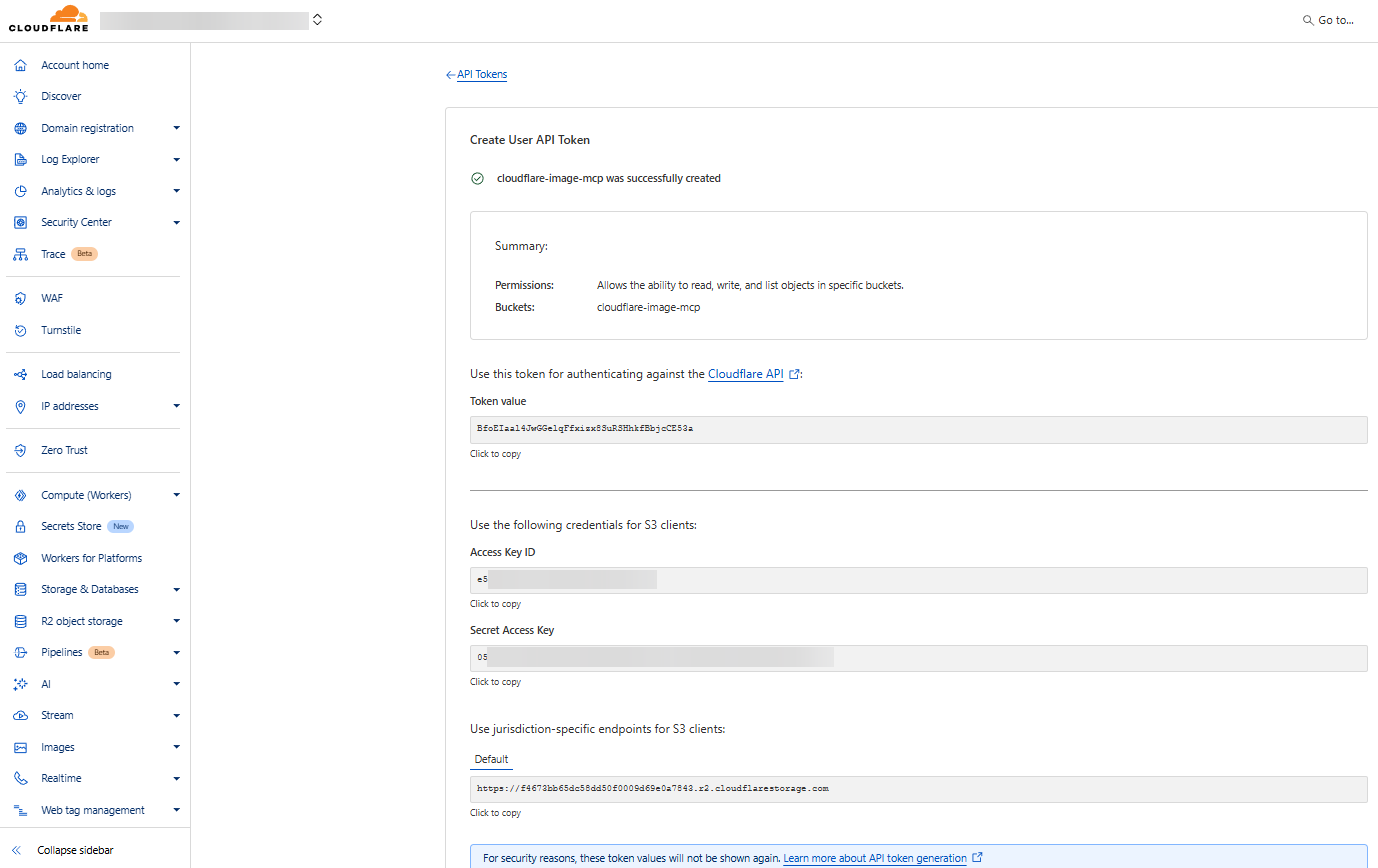 CLOUDFLARE
Go to...
Account home
Discover
Domain registration
Log Explorer
Analytics & logs
Security Center
Trace Beta
WAF
Turnstile
Load balancing
IP addresses
Zero Trust
Compute (Workers)
Secrets Store New
Workers for Platforms
Storage & Databases
R2 object storage
Pipelines Beta
AI
Stream
Images
Realtime
Web tag management
Collapse sidebar
API Tokens
Create User API Token
cloudflare-image-mcp was successfully created
Summary:
Permissions: Allows the ability to read, write, and list objects in specific buckets.
Buckets: cloudflare-image-mcp
Use this token for authenticating against the Cloudflare API :
Token value
Click to copy
Use the following credentials for S3 clients:
Access Key ID
e5
Click to copy
Secret Access Key
05
Click to copy
Use jurisdiction-specific endpoints for S3 clients:
Default
https://f4673bb65dc58dd50f0009d69e0a7843.r2.cloudflarestorage.com
Click to copy
For security reasons, these token values will not be shown again. Learn more about API token generation